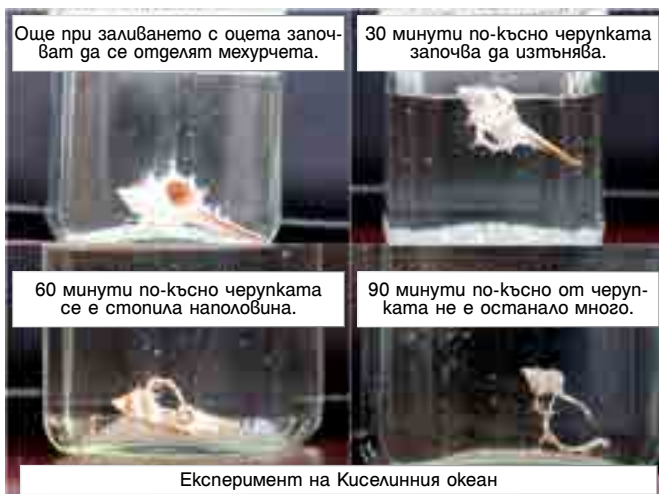 Още при заливането с оцета започ-
ват да се отделят мехурчета.
30 минути по-късно черупката
започва да изтънява.
60 минути по-късно черупката
се е стопила наполовина.
90 минути по-късно от черуп-
ката не е останало много.
Експеримент на Киселинния океан